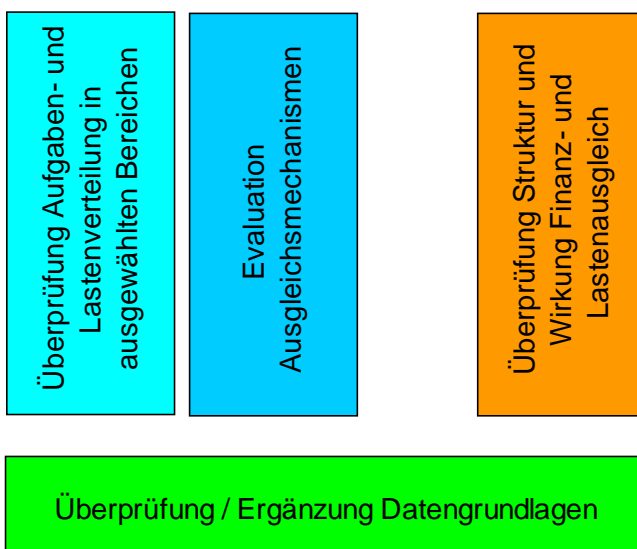 Überprüfung Aufgaben- und
Lastenverteilung in
ausgewählten Bereichen
Evaluation
Ausgleichsmechanismen
Überprüfung Struktur und
Wirkung Finanz- und
Lastenausgleich
Überprüfung / Ergänzung Datengrundlagen